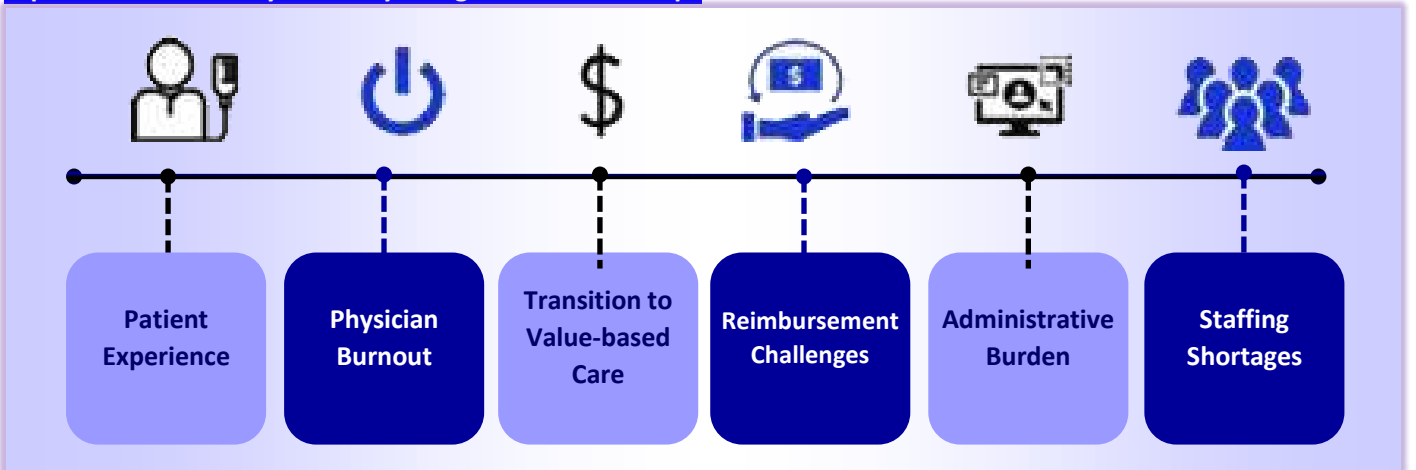 Patient
Experience
Physician
Burnout
Transition to
Value-based
Care
Reimbursement
Challenges
Administrative
Burden
Staffing
Shortages